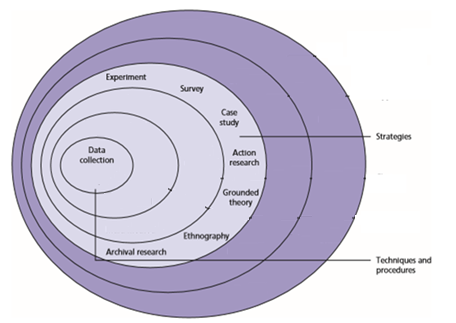 Experiment
Survey
Case
study
Strategies
Data
collection
Action
research
Grounded
theory
Ethnography
Archival research
Techniques and
procedures